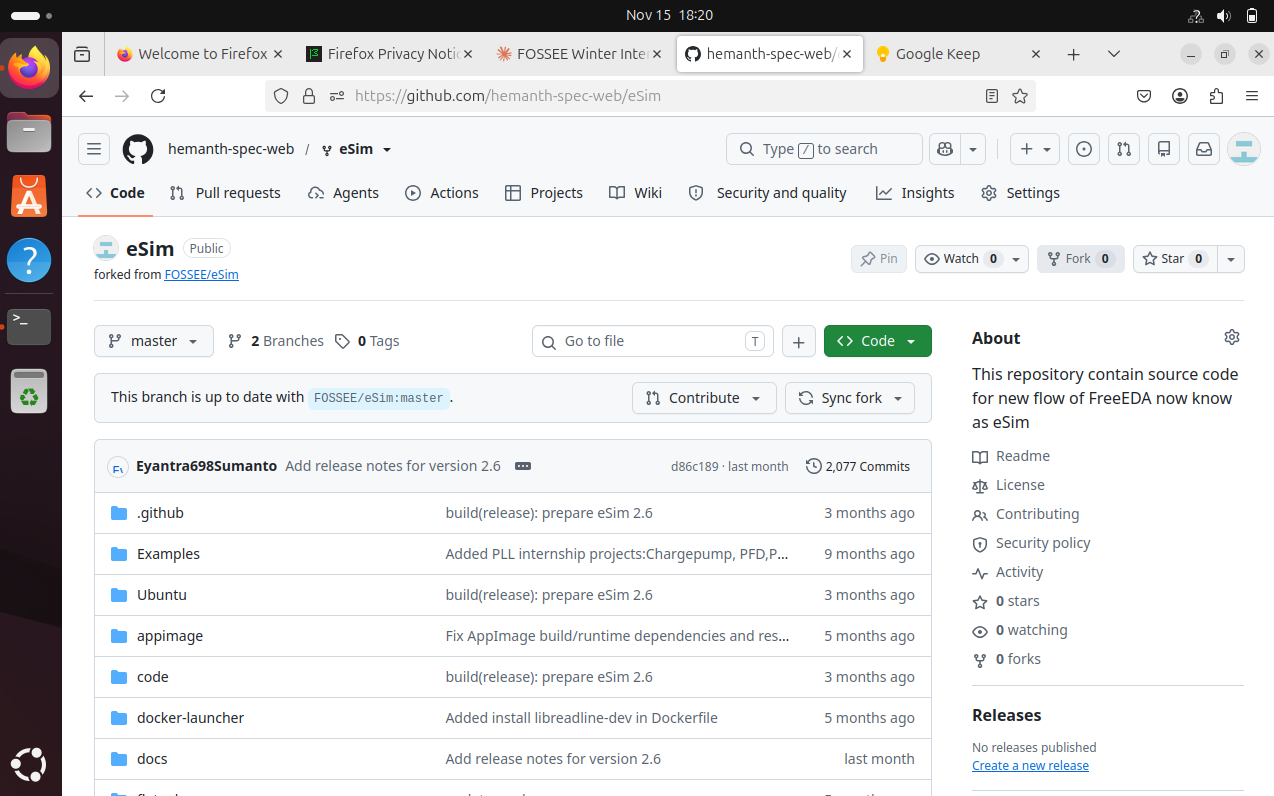 Nov 15 18:20
Welcome to Firefox
Firefox Privacy Notic
FOSSEE Winter Inte
hemanth-spec-web/
Google Keep
https://github.com/hemanth-spec-web/eSim
hemanth-spec-web / eSim
Type / to search
Code
Pull requests
Agents
Actions
Projects
Wiki
Security and quality
Insights
Settings
eSim Public
forked from FOSSEE/eSim
Pin
Watch 0
Fork 0
Star 0
master
2 Branches
0 Tags
Go to file T
Code
This branch is up to date with FOSSEE/eSim:master.
Contribute
Sync fork
Eyantra698Sumanto Add release notes for version 2.6
d86c189 · last month
2,077 Commits
.github build(release): prepare eSim 2.6 3 months ago
Examples Added PLL internship projects:Chargepump, PFD,P... 9 months ago
Ubuntu build(release): prepare eSim 2.6 3 months ago
appimage Fix AppImage build/runtime dependencies and res... 5 months ago
code build(release): prepare eSim 2.6 3 months ago
docker-launcher Added install libreadline-dev in Dockerfile 5 months ago
docs Add release notes for version 2.6 last month
About
This repository contain source code
for new flow of FreeEDA now know
as eSim
Readme
License
Contributing
Security policy
Activity
0 stars
0 watching
0 forks
Releases
No releases published
Create a new release